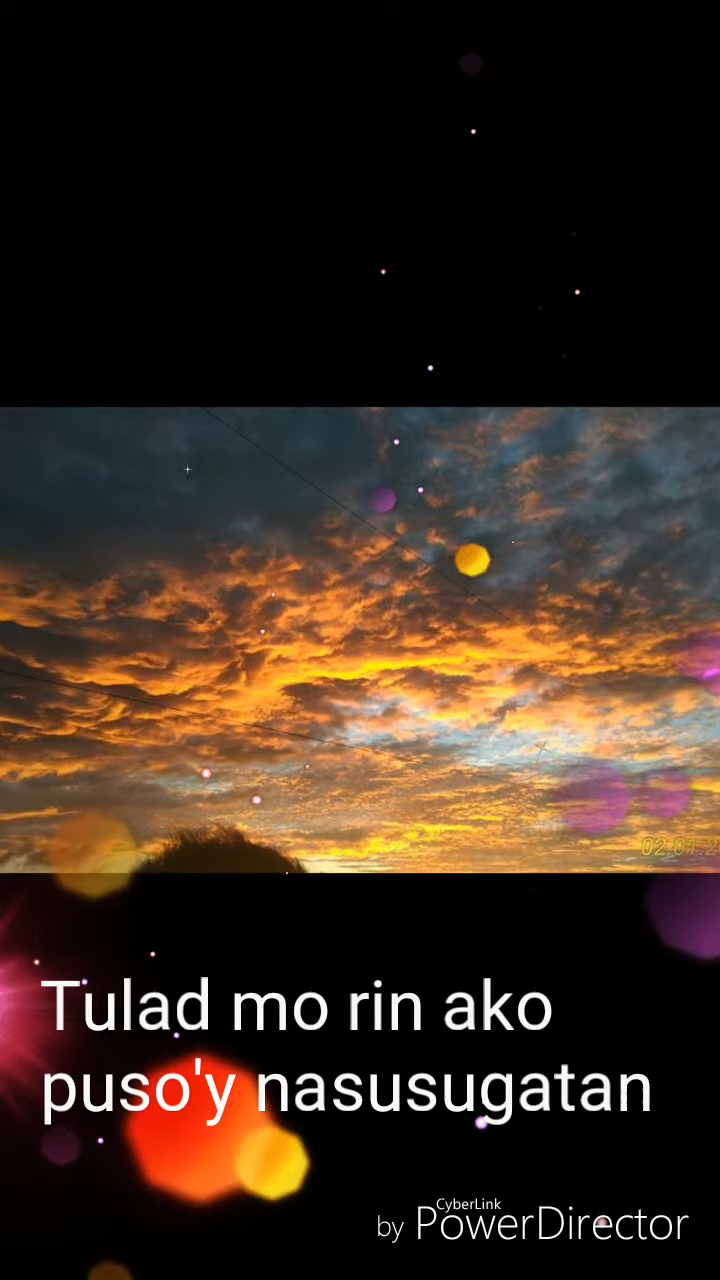 Tulad mo rin ako
puso'y nasusugatan
CyberLink
by PowerDirector